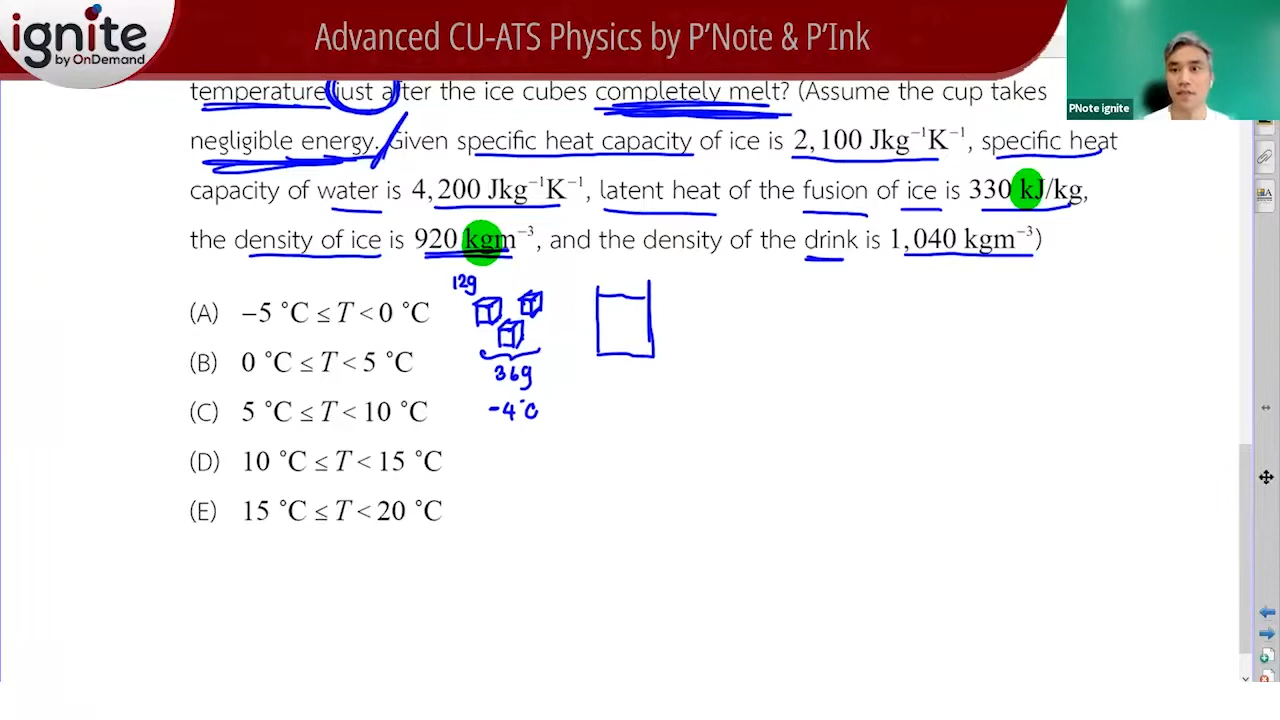 ignite
by OnDemand
Advanced CU-ATS Physics by P'Note & P'Ink
PNote ignite
temperature just after the ice cubes completely melt? (Assume the cup takes
negligible energy. Given specific heat capacity of ice is 2,100 Jkg⁻¹K⁻¹, specific heat
capacity of water is 4,200 Jkg⁻¹K⁻¹, latent heat of the fusion of ice is 330 kJ/kg,
the density of ice is 920 kgm⁻³, and the density of the drink is 1,040 kgm⁻³)
12g
(A) −5 °C ≤ T < 0 °C
(B) 0 °C ≤ T < 5 °C
36g
(C) 5 °C ≤ T < 10 °C
-4°C
(D) 10 °C ≤ T < 15 °C
(E) 15 °C ≤ T < 20 °C